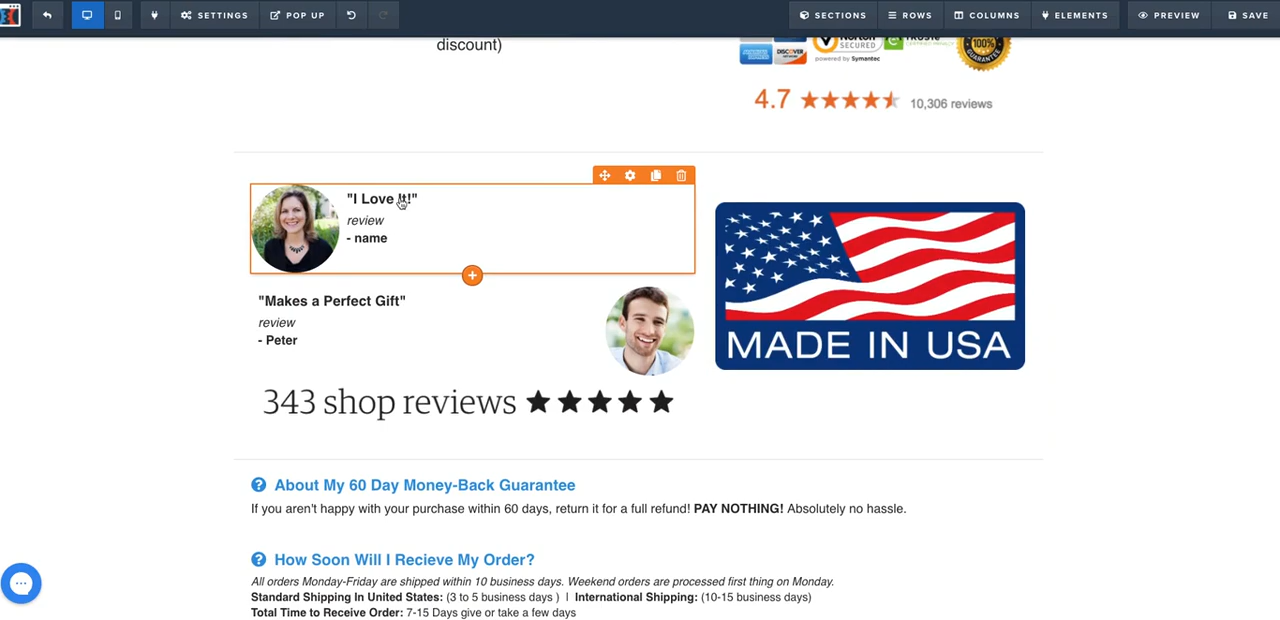 SETTINGS POP UP SECTIONS ROWS COLUMNS ELEMENTS PREVIEW SAVE
discount)
DISCOVER
Norton
SECURED
powered by Symantec
100%
4.7 10,306 reviews
"I Love It!"
review
- name
"Makes a Perfect Gift"
review
- Peter
MADE IN USA
343 shop reviews
About My 60 Day Money-Back Guarantee
If you aren't happy with your purchase within 60 days, return it for a full refund! PAY NOTHING! Absolutely no hassle.
How Soon Will I Recieve My Order?
All orders Monday-Friday are shipped within 10 business days. Weekend orders are processed first thing on Monday.
Standard Shipping In United States: (3 to 5 business days ) | International Shipping: (10-15 business days)
Total Time to Receive Order: 7-15 Days give or take a few days